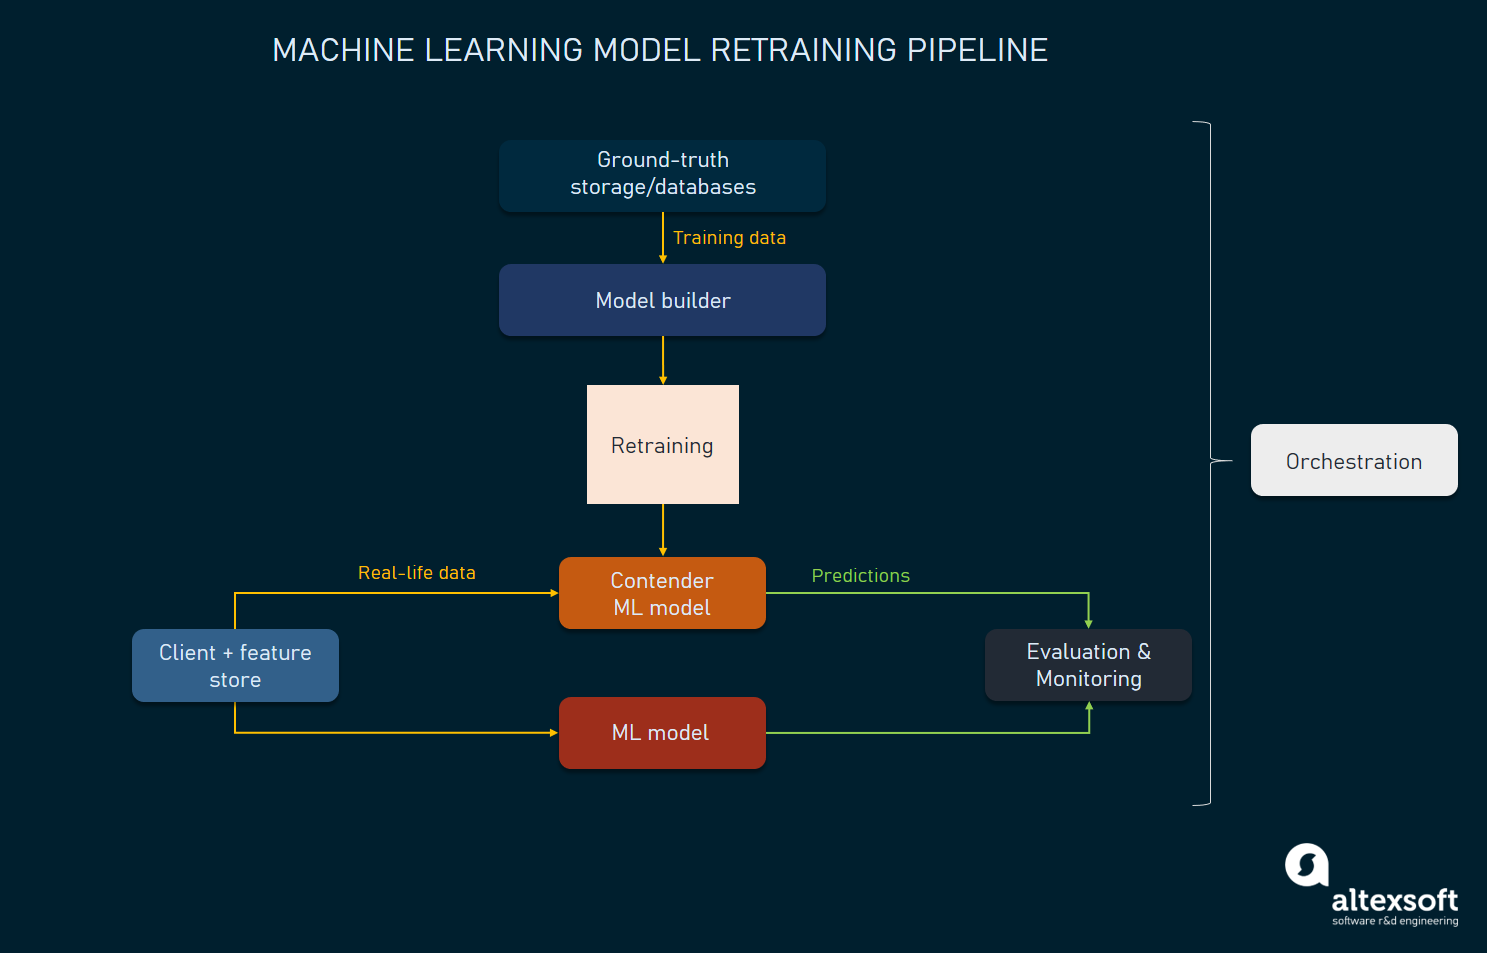 MACHINE LEARNING MODEL RETRAINING PIPELINE
Ground-truth
storage/databases
Training data
Model builder
Retraining
Orchestration
Real-life data
Contender
ML model
Predictions
Client + feature
store
Evaluation &
Monitoring
ML model
altexsoft
software r&d engineering